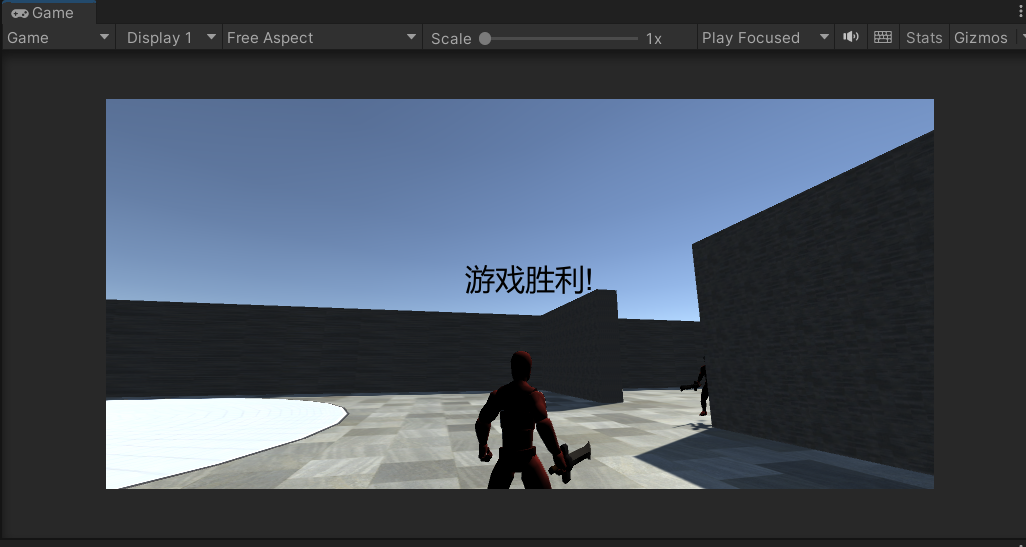 Game
Game Display 1 Free Aspect Scale 1x Play Focused Stats Gizmos
游戏胜利!